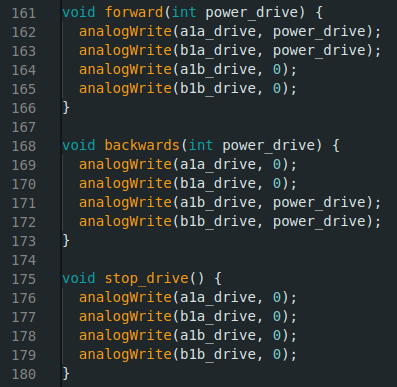 161 void forward(int power_drive) {
162   analogWrite(a1a_drive, power_drive);
163   analogWrite(b1a_drive, power_drive);
164   analogWrite(a1b_drive, 0);
165   analogWrite(b1b_drive, 0);
166 }
167
168 void backwards(int power_drive) {
169   analogWrite(a1a_drive, 0);
170   analogWrite(b1a_drive, 0);
171   analogWrite(a1b_drive, power_drive);
172   analogWrite(b1b_drive, power_drive);
173 }
174
175 void stop_drive() {
176   analogWrite(a1a_drive, 0);
177   analogWrite(b1a_drive, 0);
178   analogWrite(a1b_drive, 0);
179   analogWrite(b1b_drive, 0);
180 }